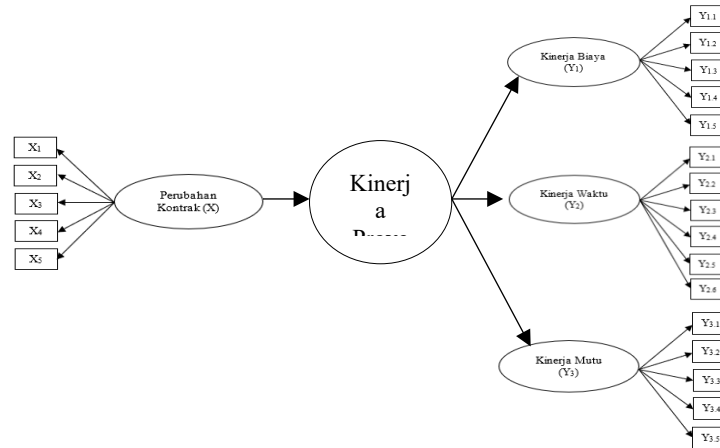 X1
X2
X3
X4
X5
Perubahan
Kontrak (X)
Kinerj
a
Kinerja Biaya
(Y1)
Y1.1
Y1.2
Y1.3
Y1.4
Y1.5
Kinerja Waktu
(Y2)
Y2.1
Y2.2
Y2.3
Y2.4
Y2.5
Y2.6
Kinerja Mutu
(Y3)
Y3.1
Y3.2
Y3.3
Y3.4
Y3.5